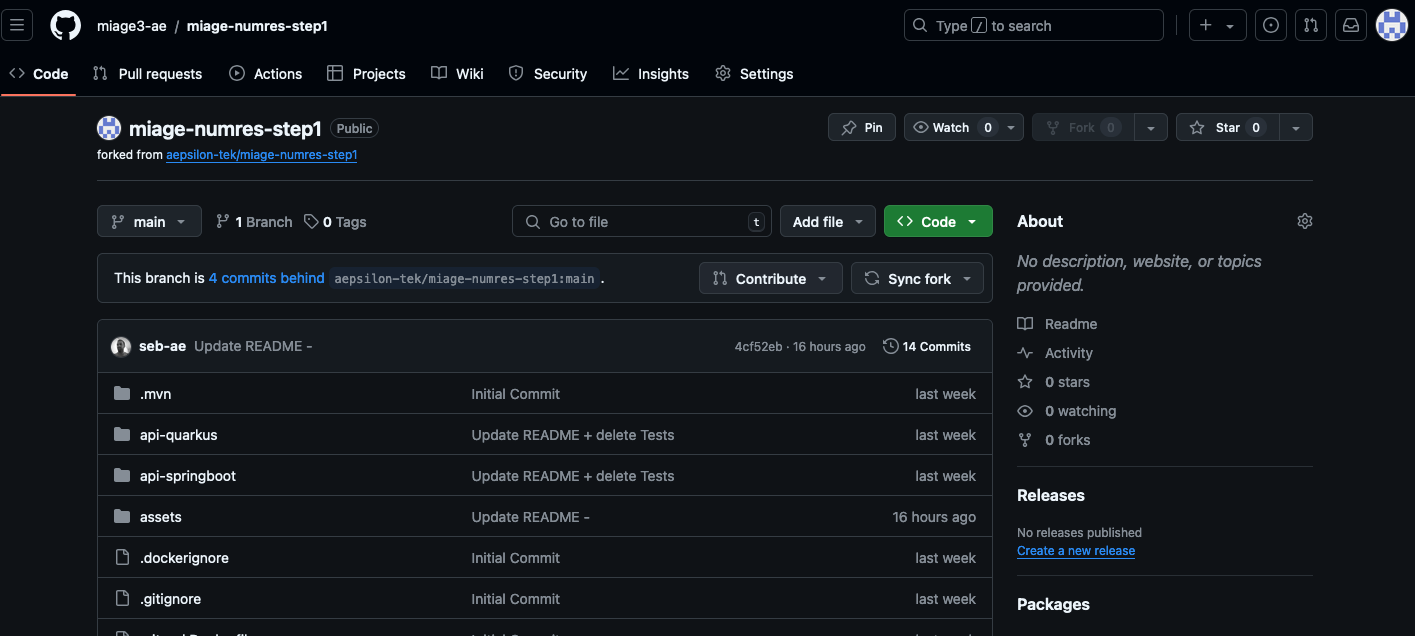 miage3-ae / miage-numres-step1
Type / to search
Code Pull requests Actions Projects Wiki Security Insights Settings
miage-numres-step1 Public
forked from aepsilon-tek/miage-numres-step1
Pin Watch 0 Fork 0 Star 0
main 1 Branch 0 Tags
Go to file t Add file Code
This branch is 4 commits behind aepsilon-tek/miage-numres-step1:main .
Contribute Sync fork
seb-ae Update README - 4cf52eb · 16 hours ago 14 Commits
.mvn Initial Commit last week
api-quarkus Update README + delete Tests last week
api-springboot Update README + delete Tests last week
assets Update README - 16 hours ago
.dockerignore Initial Commit last week
.gitignore Initial Commit last week
About
No description, website, or topics
provided.
Readme
Activity
0 stars
0 watching
0 forks
Releases
No releases published
Create a new release
Packages